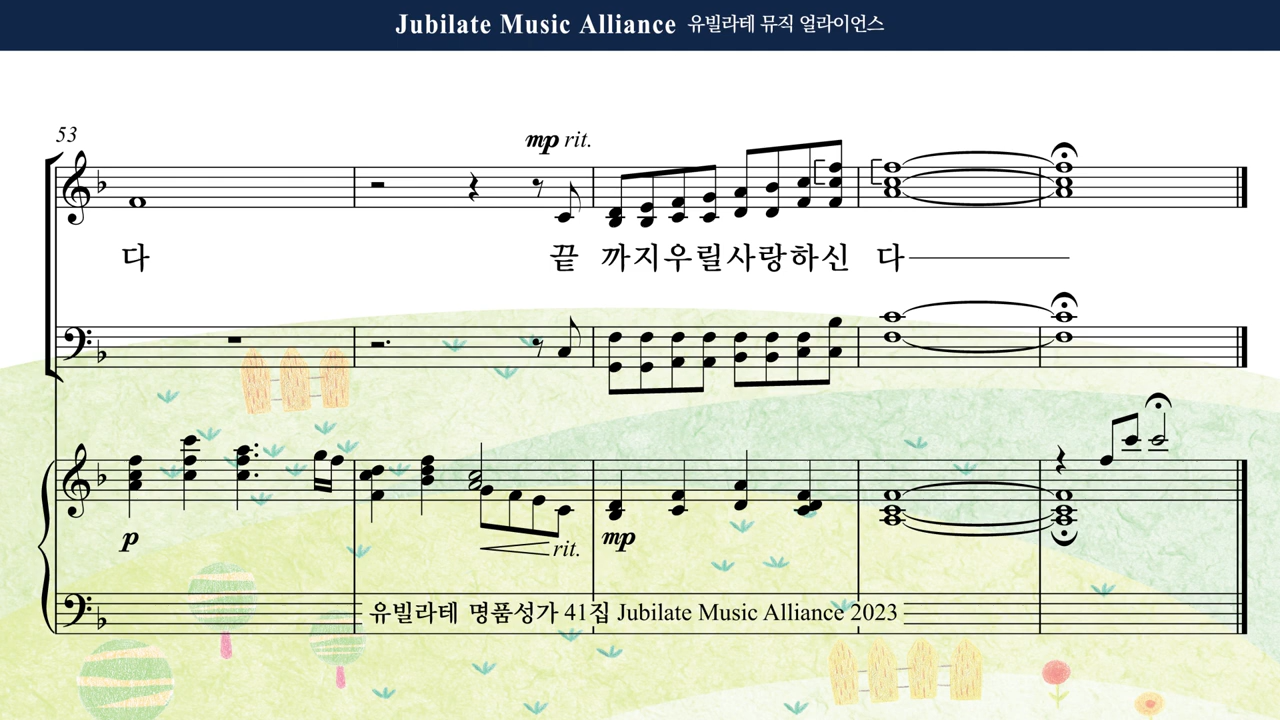 Jubilate Music Alliance 유빌라테 뮤직 얼라이언스
53
mp rit.
다 끝 까지우릴사랑하신 다
p rit. mp
유빌라테 명품성가 41집 Jubilate Music Alliance 2023